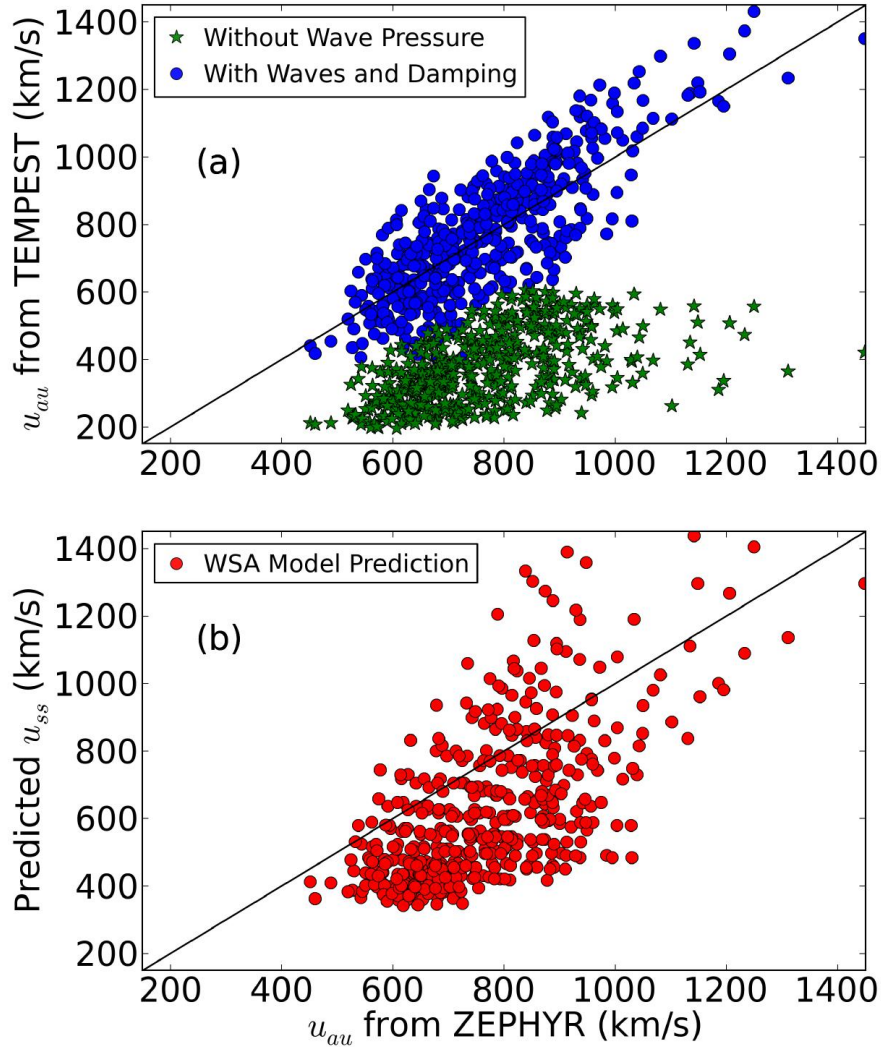 1400
Without Wave Pressure
With Waves and Damping
1200
(a)
1000
800
600
400
200
u_au from TEMPEST (km/s)
200 400 600 800 1000 1200 1400
1400
WSA Model Prediction
1200
(b)
1000
800
600
400
200
Predicted u_ss (km/s)
200 400 600 800 1000 1200 1400
u_au from ZEPHYR (km/s)